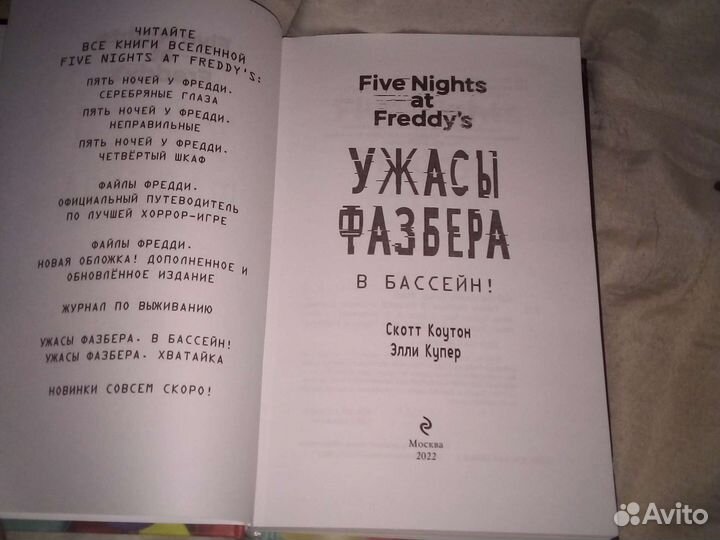 ЧИТАЙТЕ
ВСЕ КНИГИ ВСЕЛЕННОЙ
FIVE NIGHTS AT FREDDY'S:
ПЯТЬ НОЧЕЙ У ФРЕДДИ.
СЕРЕБРЯНЫЕ ГЛАЗА
ПЯТЬ НОЧЕЙ У ФРЕДДИ.
НЕПРАВИЛЬНЫЕ
ПЯТЬ НОЧЕЙ У ФРЕДДИ.
ЧЕТВЁРТЫЙ ШКАФ
ФАЙЛЫ ФРЕДДИ.
ОФИЦИАЛЬНЫЙ ПУТЕВОДИТЕЛЬ
ПО ЛУЧШЕЙ ХОРРОР-ИГРЕ
ФАЙЛЫ ФРЕДДИ.
НОВАЯ ОБЛОЖКА! ДОПОЛНЕННОЕ И
ОБНОВЛЁННОЕ ИЗДАНИЕ
ЖУРНАЛ ПО ВЫЖИВАНИЮ
УЖАСЫ ФАЗБЕРА. В БАССЕЙН!
УЖАСЫ ФАЗБЕРА. ХВАТАЙКА
НОВИНКИ СОВСЕМ СКОРО!
Five Nights
at
Freddy's
УЖАСЫ
ФАЗБЕРА
В БАССЕЙН!
Скотт Коутон
Элли Купер
Москва
2022
Avito